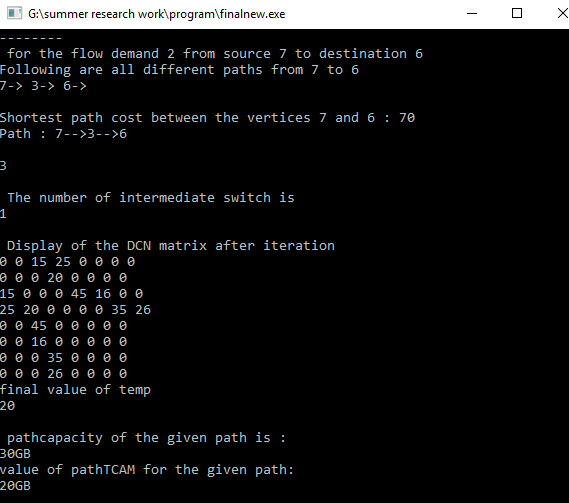 G:\summer research work\program\finalnew.exe
--------
for the flow demand 2 from source 7 to destination 6
Following are all different paths from 7 to 6
7-> 3-> 6->
Shortest path cost between the vertices 7 and 6 : 70
Path : 7-->3-->6
3
The number of intermediate switch is
1
Display of the DCN matrix after iteration
0 0 15 25 0 0 0 0
0 0 0 20 0 0 0 0
15 0 0 0 45 16 0 0
25 20 0 0 0 0 35 26
0 0 45 0 0 0 0 0
0 0 16 0 0 0 0 0
0 0 0 35 0 0 0 0
0 0 0 26 0 0 0 0
final value of temp
20
pathcapacity of the given path is :
30GB
value of pathTCAM for the given path:
20GB